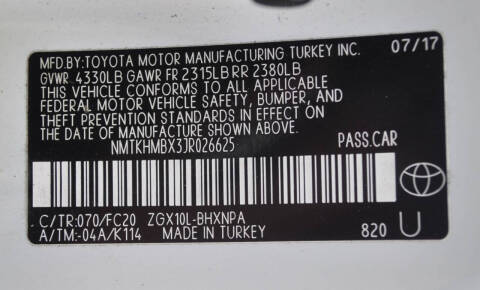 MFD.BY:TOYOTA MOTOR MANUFACTURING TURKEY INC. 07/17
GVWR 4330LB GAWR FR 2315LB RR 2380LB
THIS VEHICLE CONFORMS TO ALL APPLICABLE
FEDERAL MOTOR VEHICLE SAFETY, BUMPER, AND
THEFT PREVENTION STANDARDS IN EFFECT ON
THE DATE OF MANUFACTURE SHOWN ABOVE.
NMTKHMBX3JR026625 PASS.CAR
C/TR:070/FC20 ZGX10L-BHXNPA
A/TM:-04A/K114 MADE IN TURKEY 820 U